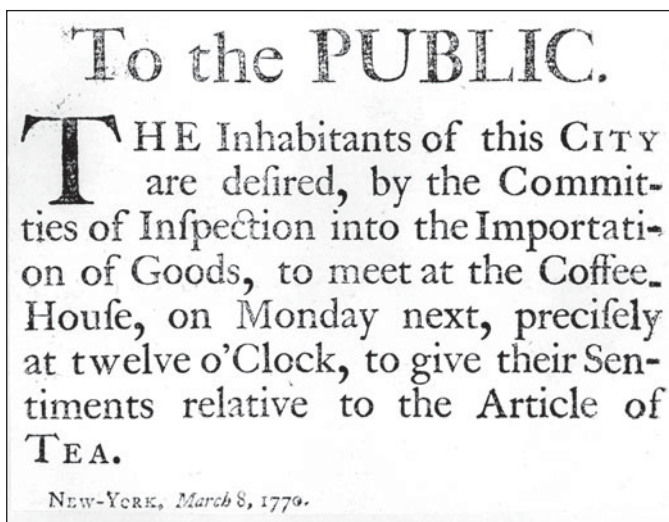 To the PUBLIC.
THE Inhabitants of this CITY
are deſired, by the Commit-
ties of Inſpection into the Importati-
on of Goods, to meet at the Coffee-
Houſe, on Monday next, preciſely
at twelve o'Clock, to give their Sen-
timents relative to the Article of
TEA.
NEW-YORK, March 8, 1770.